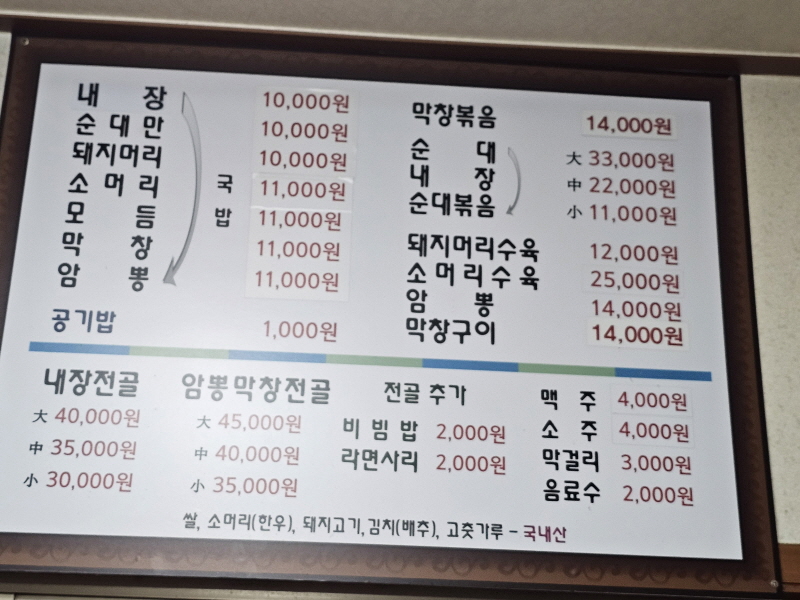 내장 10,000원
순대만 10,000원
돼지머리 10,000원
소머리 11,000원
모듬 11,000원
막창 11,000원
암뽕 11,000원
국밥
공기밥 1,000원
막창볶음 14,000원
순대 大 33,000원
내장 中 22,000원
순대볶음 小 11,000원
돼지머리수육 12,000원
소머리수육 25,000원
암뽕 14,000원
막창구이 14,000원
내장전골
大 40,000원
中 35,000원
小 30,000원
암뽕막창전골
大 45,000원
中 40,000원
小 35,000원
전골 추가
비빔밥 2,000원
라면사리 2,000원
맥주 4,000원
소주 4,000원
막걸리 3,000원
음료수 2,000원
쌀, 소머리(한우), 돼지고기,김치(배추), 고춧가루 - 국내산